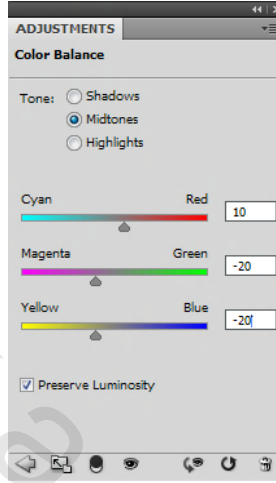 ADJUSTMENTS
Color Balance
Tone: Shadows
Midtones
Highlights
Cyan Red 10
Magenta Green -20
Yellow Blue -20
Preserve Luminosity